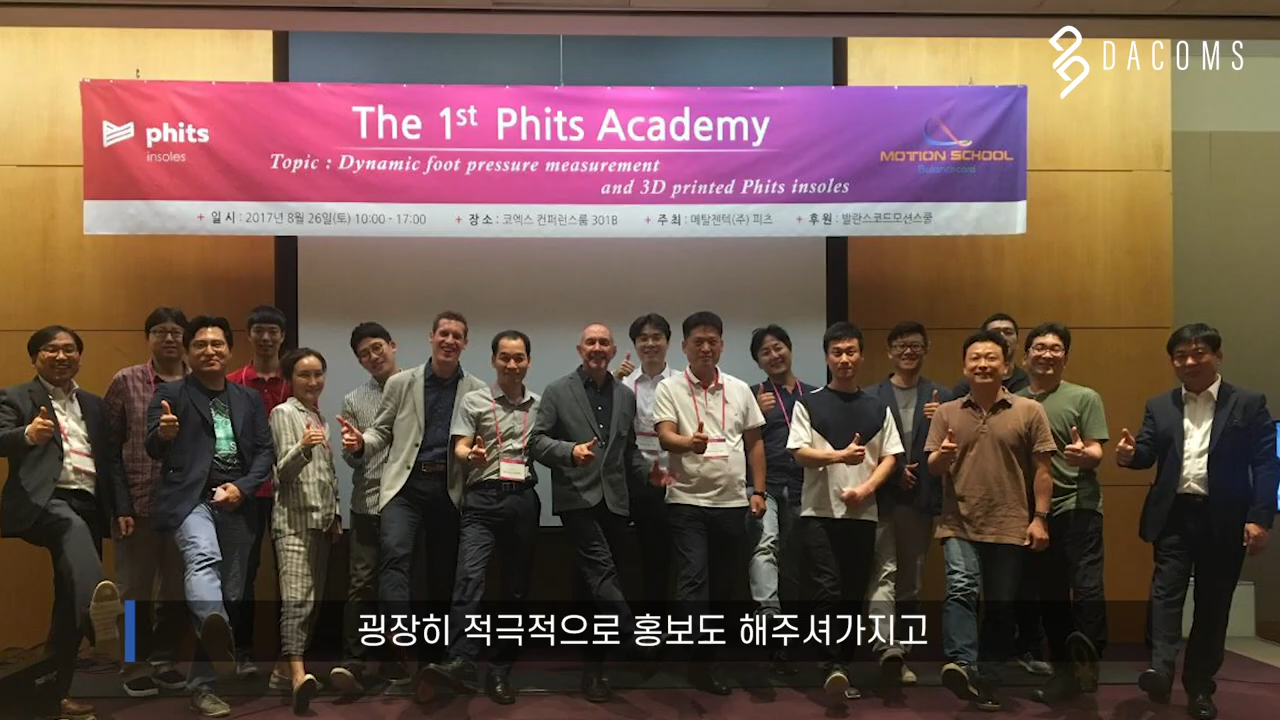 DACOMS
The 1st Phits Academy
phits
insoles
Topic : Dynamic foot pressure measurement
and 3D printed Phits insoles
MOTION SCHOOL
Balancecord
+ 일 시 : 2017년 8월 26일(토) 10:00 - 17:00 + 장 소 : 코엑스 컨퍼런스룸 301B + 주 최 : 메탈젠텍(주) 피츠 + 후 원 : 발란스코드모션스쿨
굉장히 적극적으로 홍보도 해주셔가지고